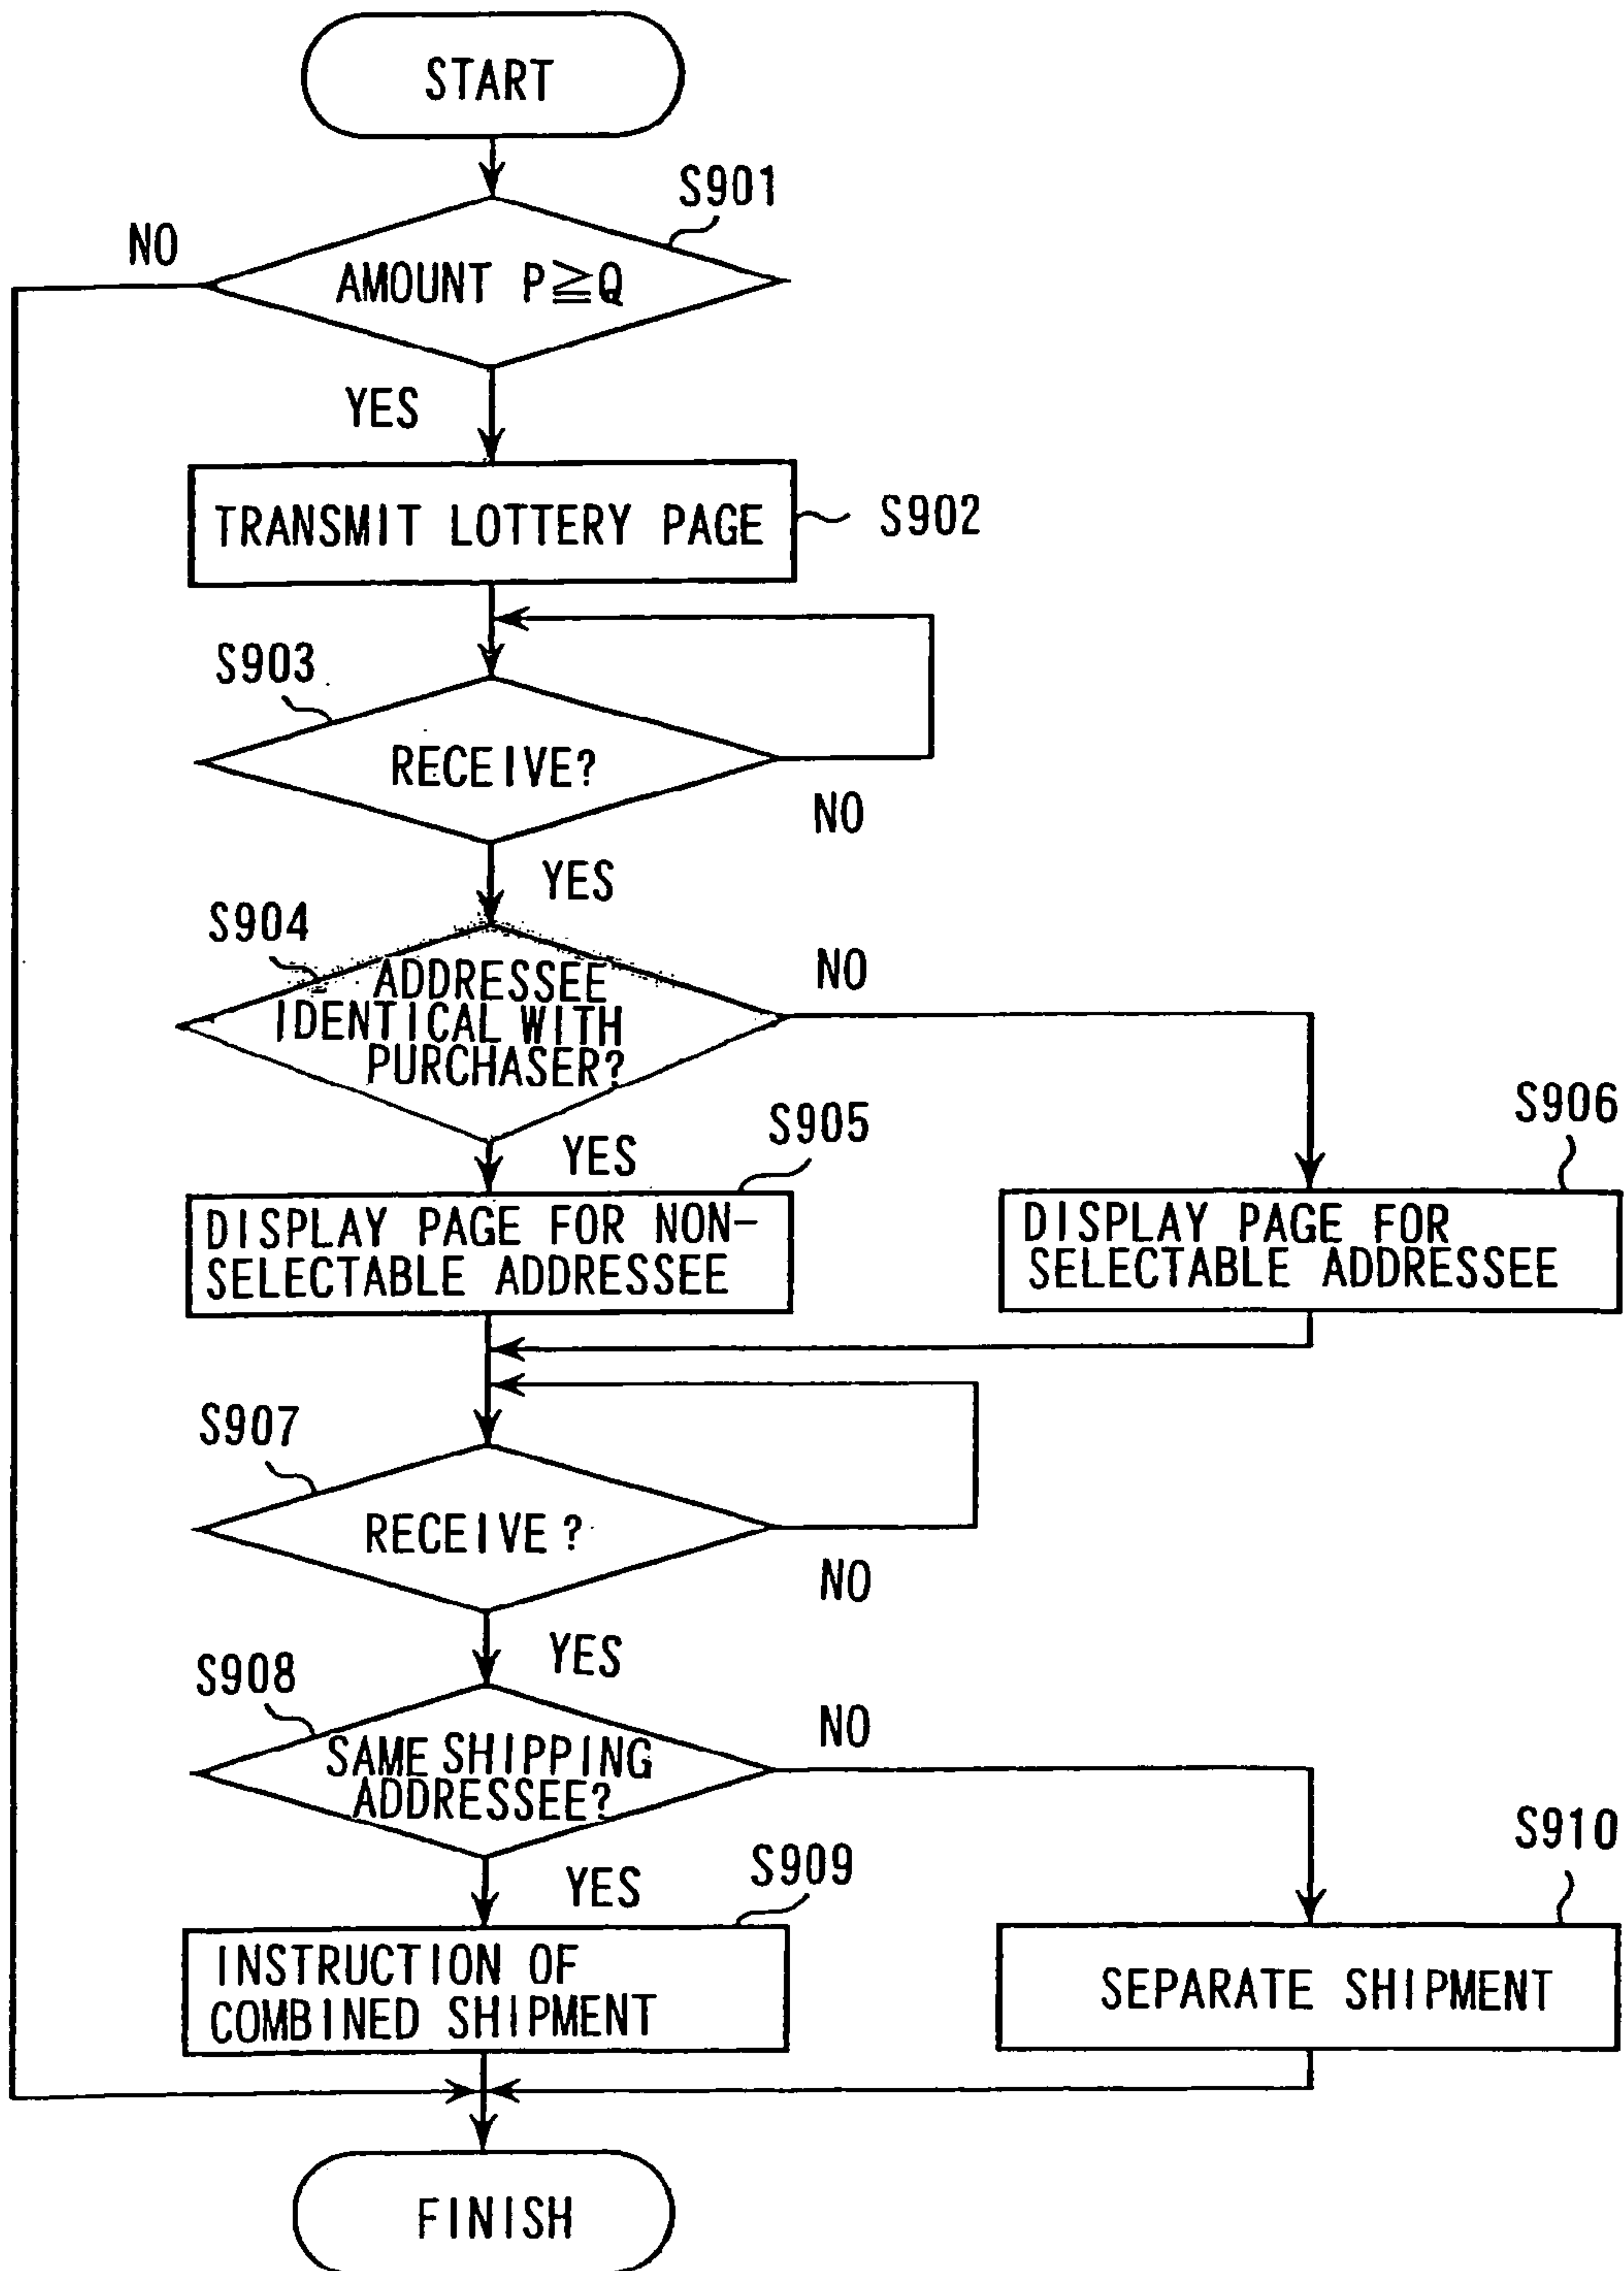 START
S901
NO
AMOUNT P≧Q
YES
TRANSMIT LOTTERY PAGE
S902
S903
RECEIVE?
NO
YES
S904
NO
ADDRESSEE
IDENTICAL WITH
PURCHASER?
S906
S905
YES
DISPLAY PAGE FOR NON-
SELECTABLE ADDRESSEE
DISPLAY PAGE FOR
SELECTABLE ADDRESSEE
S907
RECEIVE?
NO
YES
S908
NO
SAME SHIPPING
ADDRESSEE?
S910
S909
YES
INSTRUCTION OF
COMBINED SHIPMENT
SEPARATE SHIPMENT
FINISH